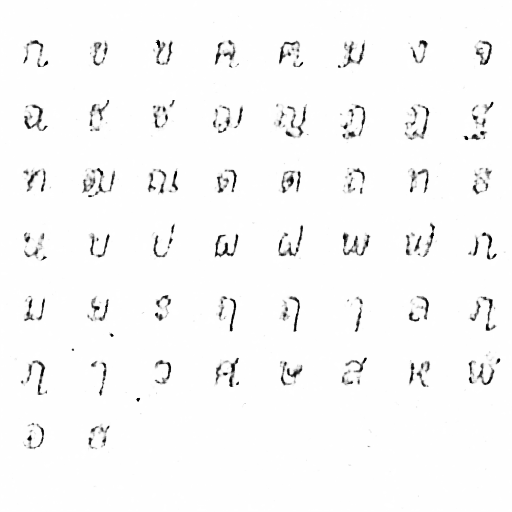 ก ข ฃ ค ฅ ฆ ง จ
ฉ ช ซ ฌ ญ ฎ ฏ ฐ
ฑ ฒ ณ ด ต ถ ท ธ
น บ ป ผ ฝ พ ฟ ภ
ม ย ร ฤ ฤ า ล ฦ
ฦ ๅ ว ศ ษ ส ห ฬ
อ ฮ